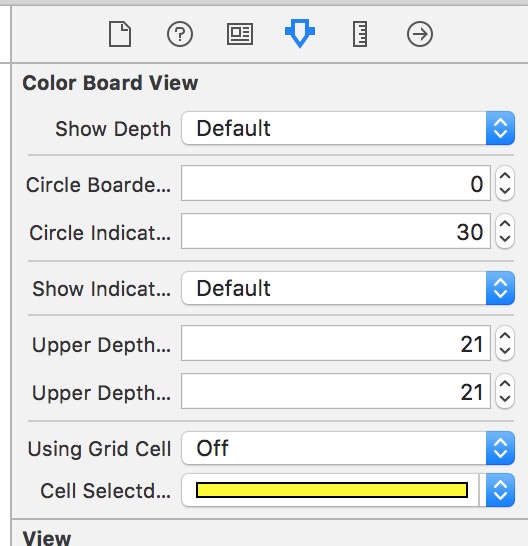 Color Board View
Show Depth Default
Circle Boarde... 0
Circle Indicat... 30
Show Indicat... Default
Upper Depth... 21
Upper Depth... 21
Using Grid Cell Off
Cell Selectd...
View